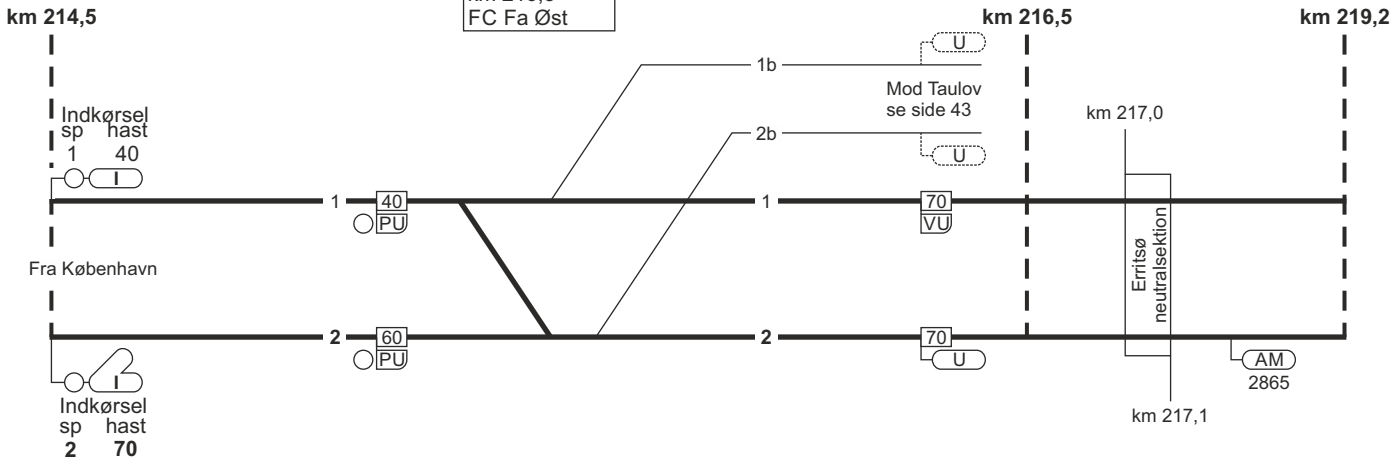 FC Fa Øst
km 214,5
km 216,5
km 219,2
U
1b
Mod Taulov
se side 43
2b
U
km 217,0
Indkørsel
sp hast
1 40
I
1 40 1 70
PU VU
Fra København
Erritsø
neutralsektion
2 60 2 70
PU U
AM
2865
I
Indkørsel
sp hast
2 70
km 217,1